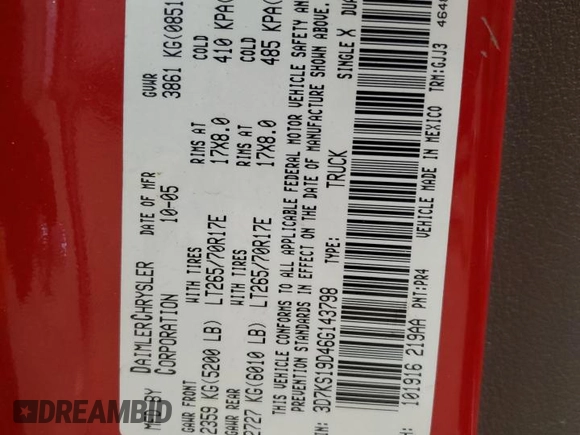 MFD BY DAIMLERCHRYSLER CORPORATION
DATE OF MFR 10-05
GVWR 3861 KG(0851
GAWR FRONT 2359 KG(5200 LB)
WITH TIRES LT265/70R17E
RIMS AT 17X8.0
COLD 410 KPA(
GAWR REAR 2727 KG(6010 LB)
WITH TIRES LT265/70R17E
RIMS AT 17X8.0
COLD 485 KPA(
THIS VEHICLE CONFORMS TO ALL APPLICABLE FEDERAL MOTOR VEHICLE SAFETY AN
PREVENTION STANDARDS IN EFFECT ON THE DATE OF MANUFACTURE SHOWN ABOVE.
: 3D7KS19D46G143798 TYPE: TRUCK SINGLE X DUA
101916 219AA PNT:PR4 VEHICLE MADE IN MEXICO TRM:GJJ3 4640
DREAMBID